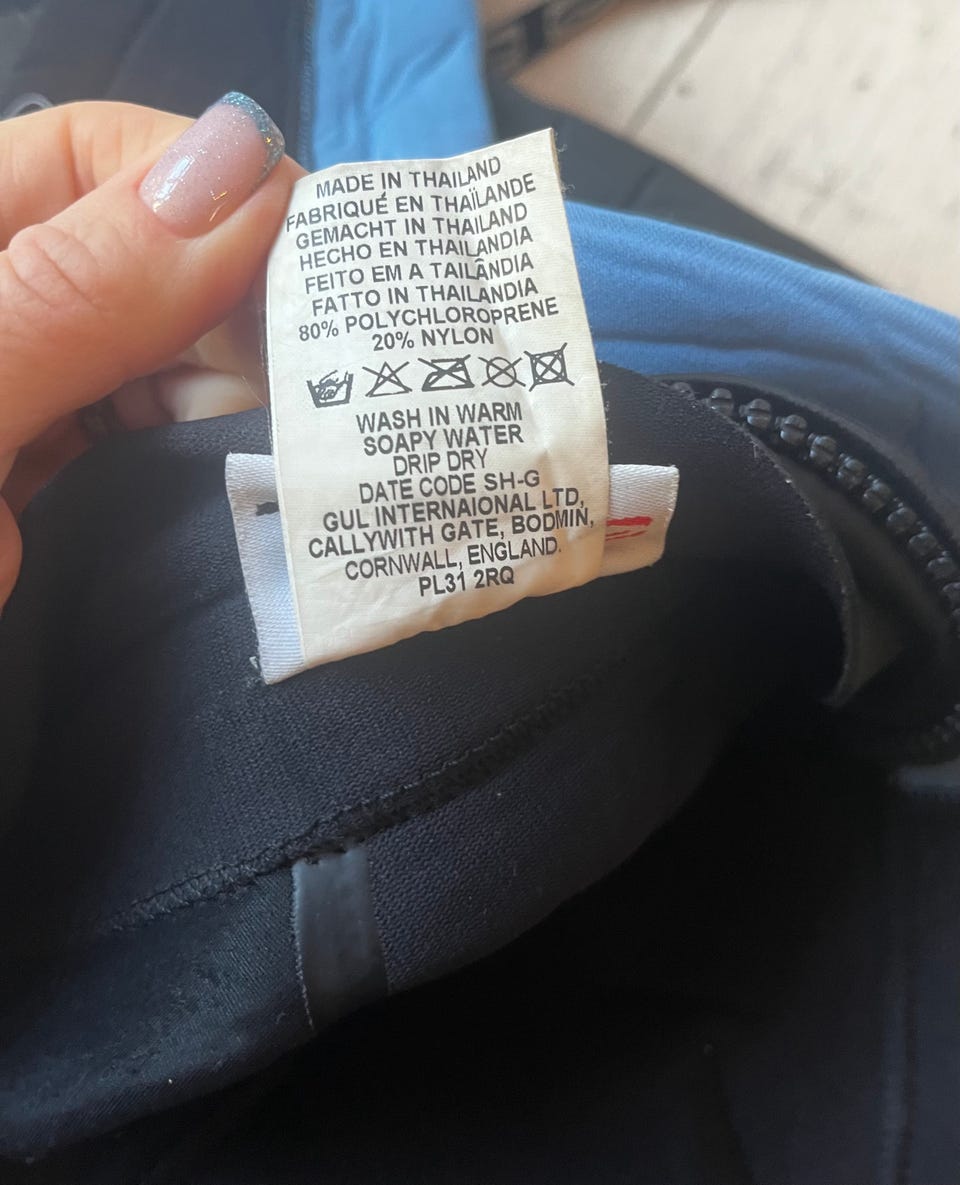 MADE IN THAILAND
FABRIQUÉ EN THAÏLANDE
GEMACHT IN THAILAND
HECHO EN THAILANDIA
FEITO EM A TAILÂNDIA
FATTO IN THAILANDIA
80% POLYCHLOROPRENE
20% NYLON
WASH IN WARM
SOAPY WATER
DRIP DRY
DATE CODE SH-G
GUL INTERNAIONAL LTD,
CALLYWITH GATE, BODMIN,
CORNWALL, ENGLAND.
PL31 2RQ